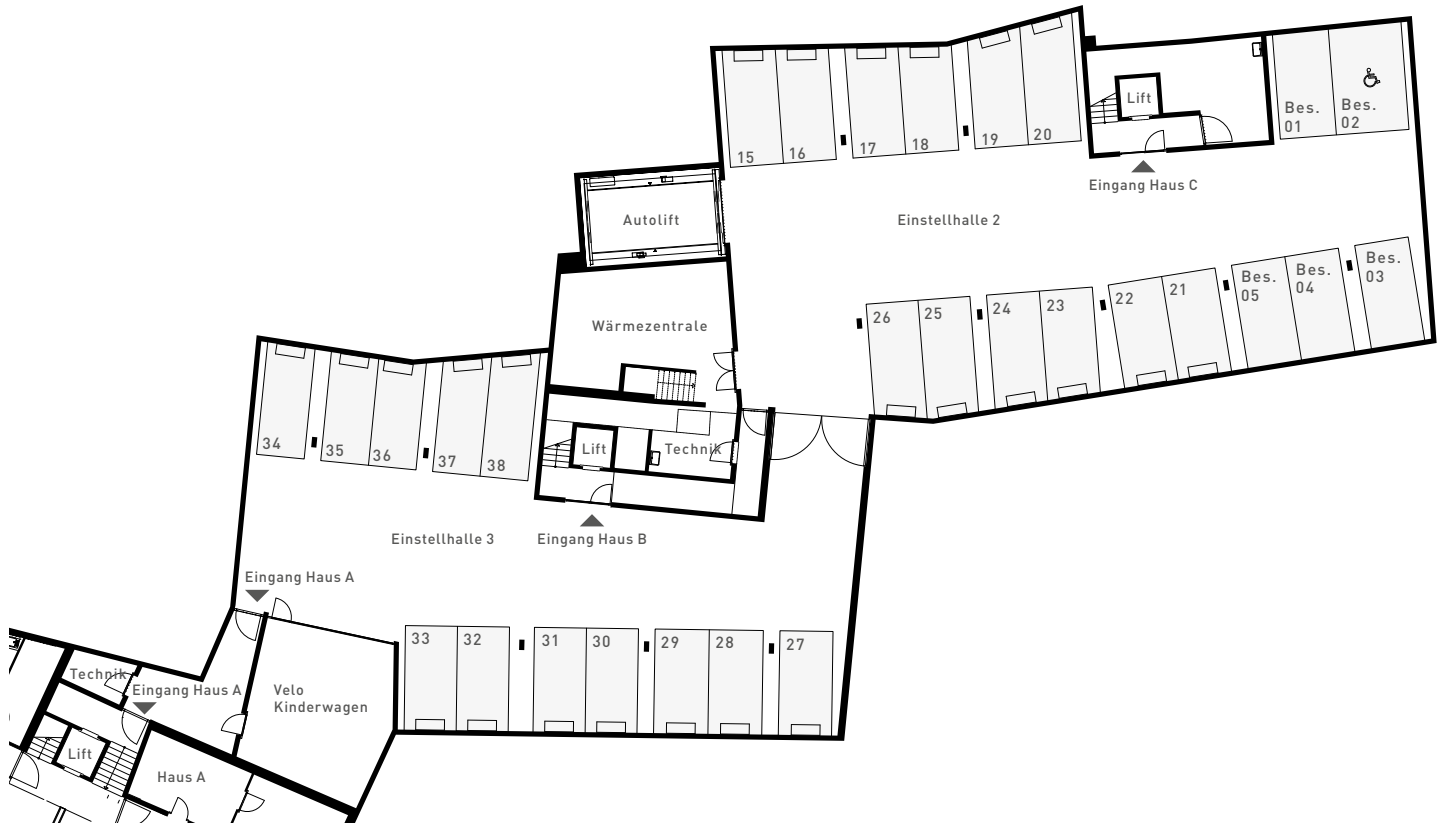 15
16
17
18
19
20
Lift
Bes.
01
Bes.
02
Eingang Haus C
Autolift
Einstellhalle 2
Wärmezentrale
26
25
24
23
22
21
Bes.
05
Bes.
04
Bes.
03
34
35
36
37
38
Lift
Technik
Einstellhalle 3
Eingang Haus B
Eingang Haus A
33
32
31
30
29
28
27
Technik
Eingang Haus A
Velo
Kinderwagen
Lift
Haus A